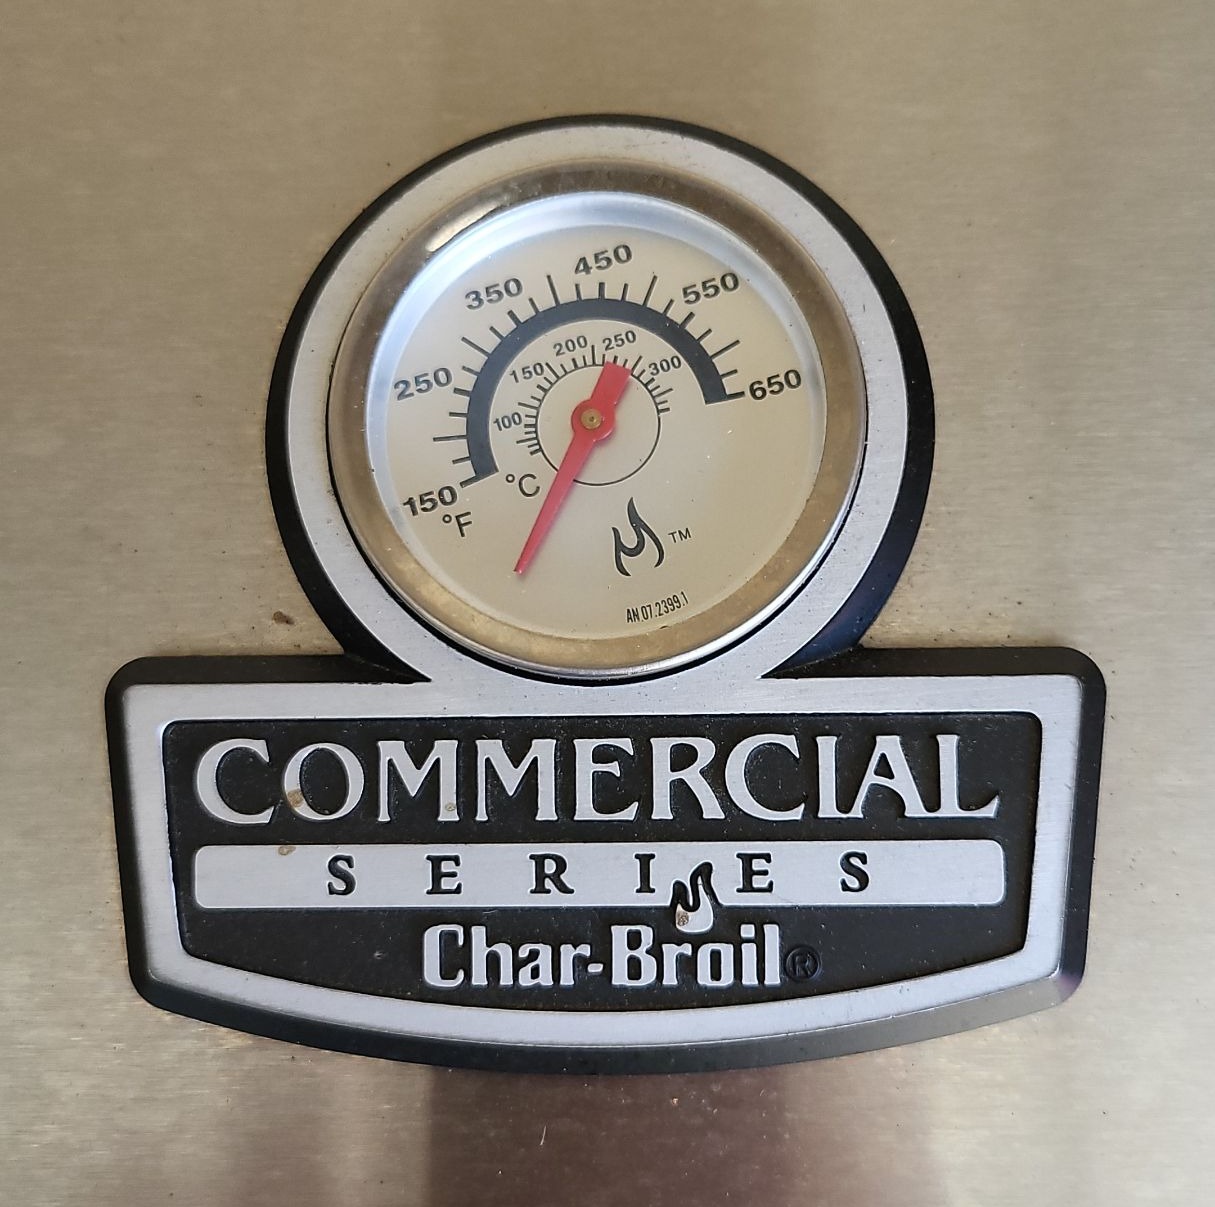 450
350 550
250 650
150
°F
200 250
150 300
100
°C
TM
AN 07.2399.1
COMMERCIAL
SERIES
Char-Broil®